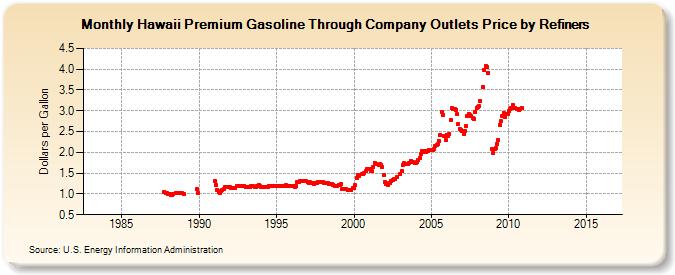 Monthly Hawaii Premium Gasoline Through Company Outlets Price by Refiners
Dollars per Gallon
4.5
4.0
3.5
3.0
2.5
2.0
1.5
1.0
0.5
1985 1990 1995 2000 2005 2010 2015
Source: U.S. Energy Information Administration